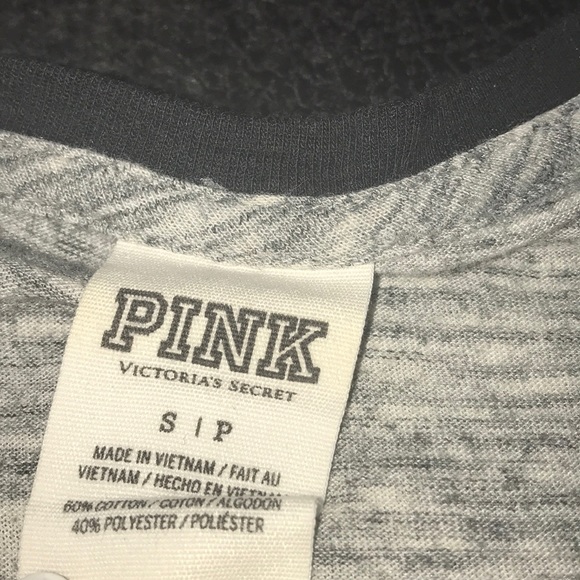 PINK
VICTORIA'S SECRET
S | P
MADE IN VIETNAM / FAIT AU
VIETNAM / HECHO EN VIETNAM
60% COTTON / COTON / ALGODON
40% POLYESTER / POLIÉSTER